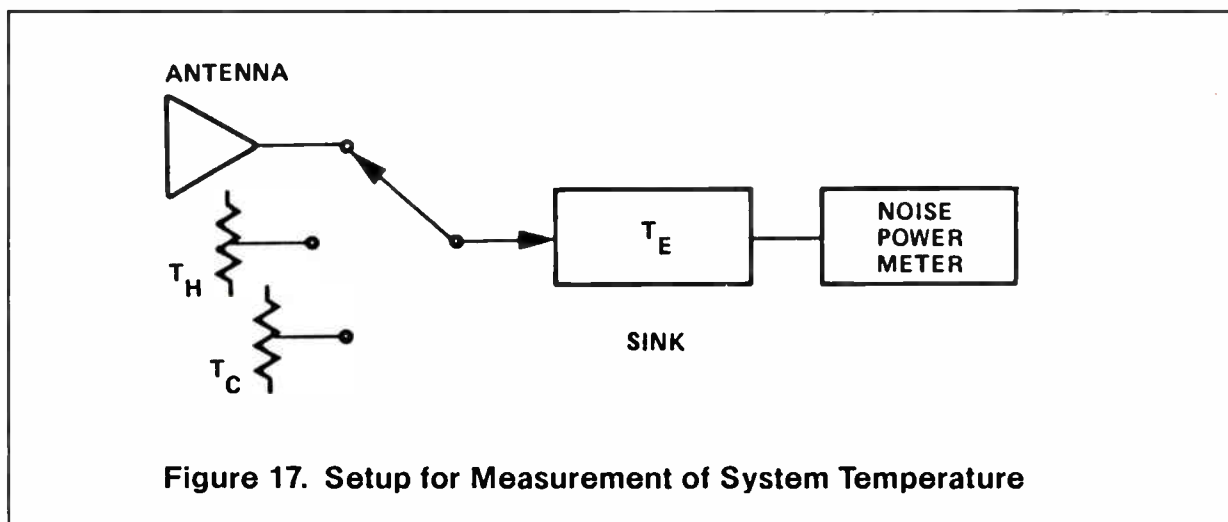 ANTENNA
T_H
T_C
T_E
SINK
NOISE
POWER
METER
Figure 17. Setup for Measurement of System Temperature